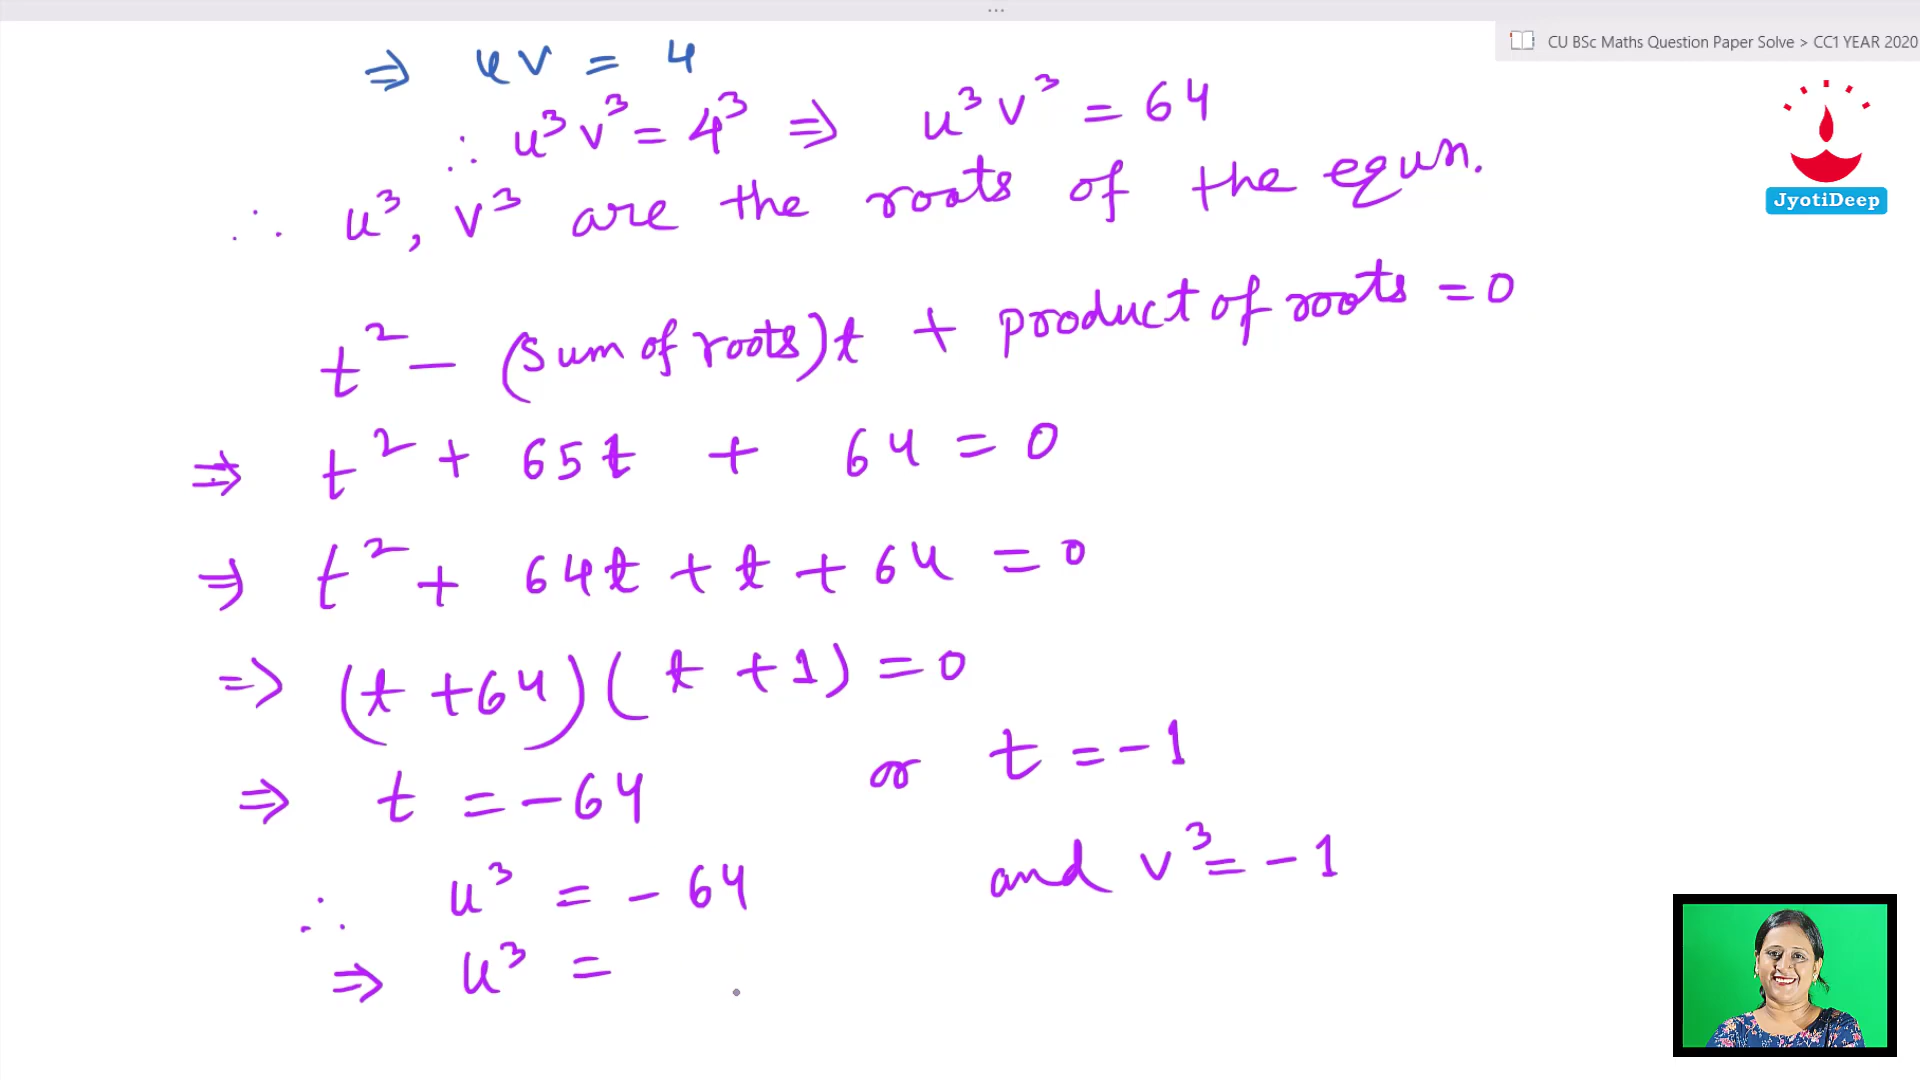 ...
CU BSc Maths Question Paper Solve > CC1 YEAR 2020
⇒ uv = 4
∴ u³v³ = 4³ ⇒ u³v³ = 64
JyotiDeep
∴ u³, v³ are the roots of the equn.
t² - (sum of roots)t + product of roots = 0
⇒ t² + 65t + 64 = 0
⇒ t² + 64t + t + 64 = 0
⇒ (t + 64)(t + 1) = 0
⇒ t = -64 or t = -1
∴ u³ = -64 and v³ = -1
⇒ u³ =